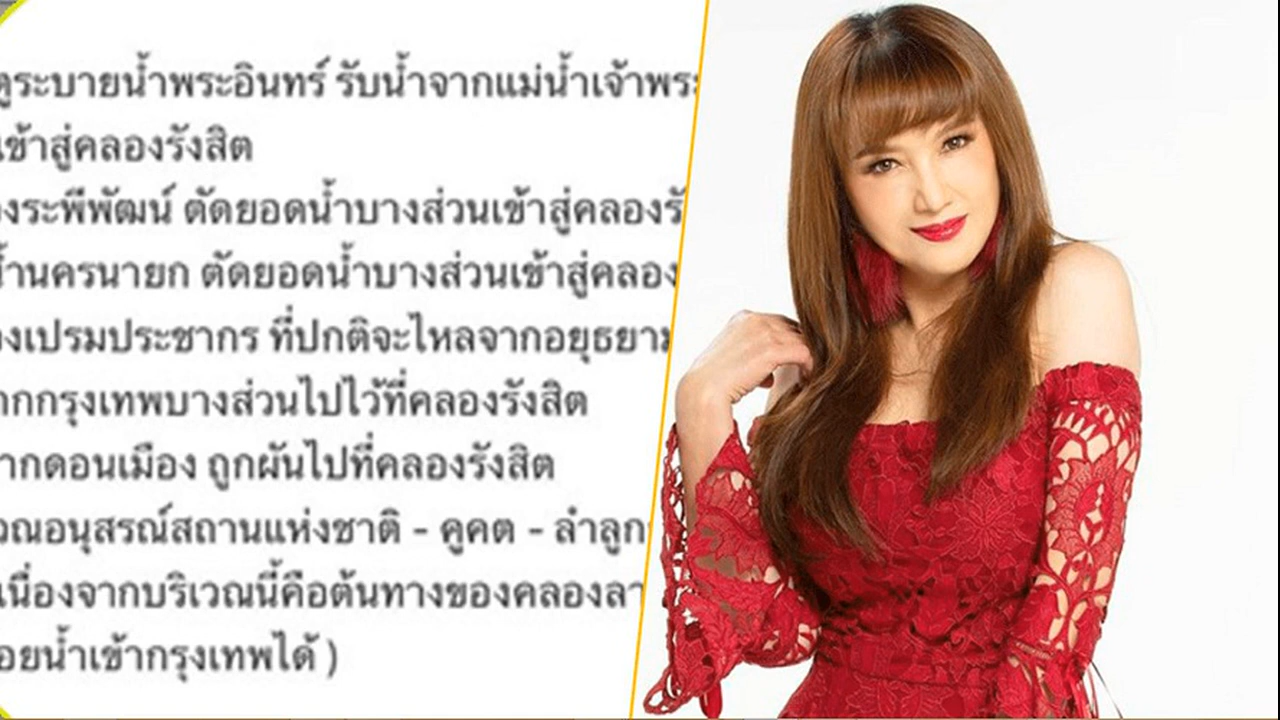 ตูระบายน้ำพระอินทร์ รับน้ำจากแม่น้ำเจ้าพระ
เข้าสู่คลองรังสิต
งระพีพัฒน์ ตัดยอดน้ำบางส่วนเข้าสู่คลองรั
น้ำนครนายก ตัดยอดน้ำบางส่วนเข้าสู่คลอง
งเปรมประชากร ที่ปกติจะไหลจากอยุธยาม
ากกรุงเทพบางส่วนไปไว้ที่คลองรังสิต
ากดอนเมือง ถูกผันไปที่คลองรังสิต
วณอนุสรณ์สถานแห่งชาติ - คูคต - ลำลูก
เนื่องจากบริเวณนี้คือต้นทางของคลองลา
อยน้ำเข้ากรุงเทพได้ )